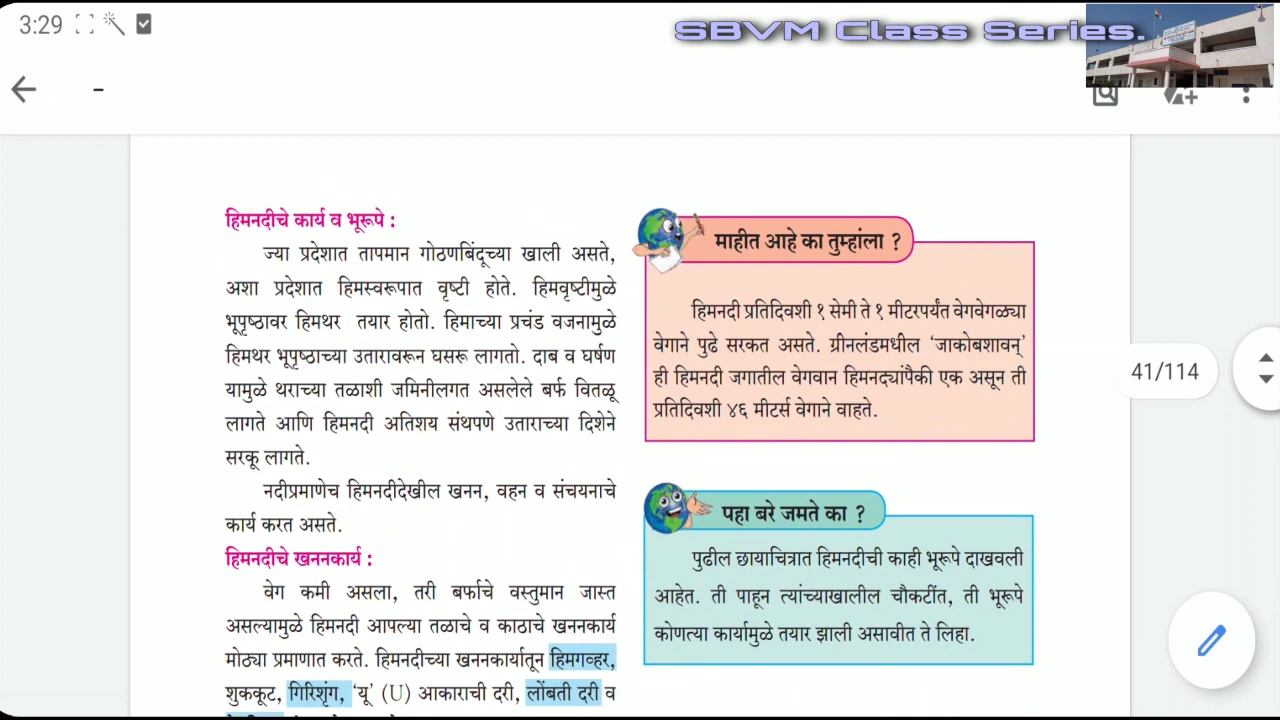 3:29
SBVM Class Series.
-
हिमनदीचे कार्य व भूरूपे :
ज्या प्रदेशात तापमान गोठणबिंदूच्या खाली असते,
अशा प्रदेशात हिमस्वरूपात वृष्टी होते. हिमवृष्टीमुळे
भूपृष्ठावर हिमथर तयार होतो. हिमाच्या प्रचंड वजनामुळे
हिमथर भूपृष्ठाच्या उतारावरून घसरू लागतो. दाब व घर्षण
यामुळे थराच्या तळाशी जमिनीलगत असलेले बर्फ वितळू
लागते आणि हिमनदी अतिशय संथपणे उताराच्या दिशेने
सरकू लागते.
नदीप्रमाणेच हिमनदीदेखील खनन, वहन व संचयनाचे
कार्य करत असते.
हिमनदीचे खननकार्य :
वेग कमी असला, तरी बर्फाचे वस्तुमान जास्त
असल्यामुळे हिमनदी आपल्या तळाचे व काठाचे खननकार्य
मोठ्या प्रमाणात करते. हिमनदीच्या खननकार्यातून हिमगव्हर,
शुककूट, गिरिशृंग, ‘यू’ (U) आकाराची दरी, लोंबती दरी व
माहीत आहे का तुम्हांला ?
हिमनदी प्रतिदिवशी १ सेमी ते १ मीटरपर्यंत वेगवेगळ्या
वेगाने पुढे सरकत असते. ग्रीनलंडमधील ‘जाकोबशावन्’
ही हिमनदी जगातील वेगवान हिमनद्यांपैकी एक असून ती
प्रतिदिवशी ४६ मीटर्स वेगाने वाहते.
पहा बरे जमते का ?
पुढील छायाचित्रात हिमनदीची काही भूरूपे दाखवली
आहेत. ती पाहून त्यांच्याखालील चौकटींत, ती भूरूपे
कोणत्या कार्यामुळे तयार झाली असावीत ते लिहा.
41/114